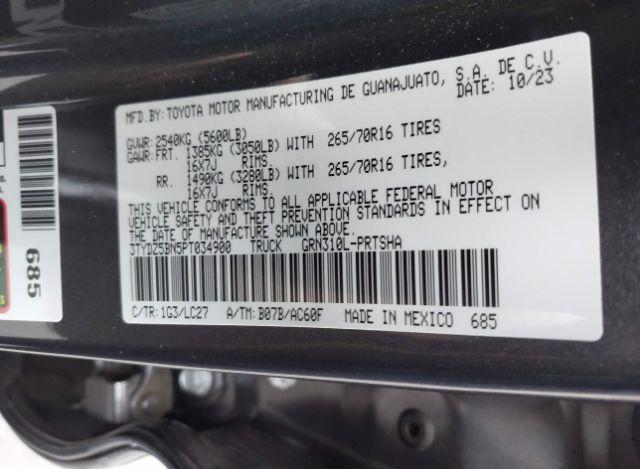 MFD.BY: TOYOTA MOTOR MANUFACTURING DE GUANAJUATO, S.A. DE C.V.
DATE: 10/23
GVWR: 2540KG (5600LB)
GAWR: FRT. 1385KG (3050LB) WITH 265/70R16 TIRES
16X7J RIMS.
RR. 1490KG (3280LB) WITH 265/70R16 TIRES,
16X7J RIMS.
THIS VEHICLE CONFORMS TO ALL APPLICABLE FEDERAL MOTOR
VEHICLE SAFETY AND THEFT PREVENTION STANDARDS IN EFFECT ON
THE DATE OF MANUFACTURE SHOWN ABOVE.
3TYDZ5BN5PT034900 TRUCK GRN310L-PRTSHA
C/TR: 1G3/LC27 A/TM: B07B/AC60F MADE IN MEXICO 685
685